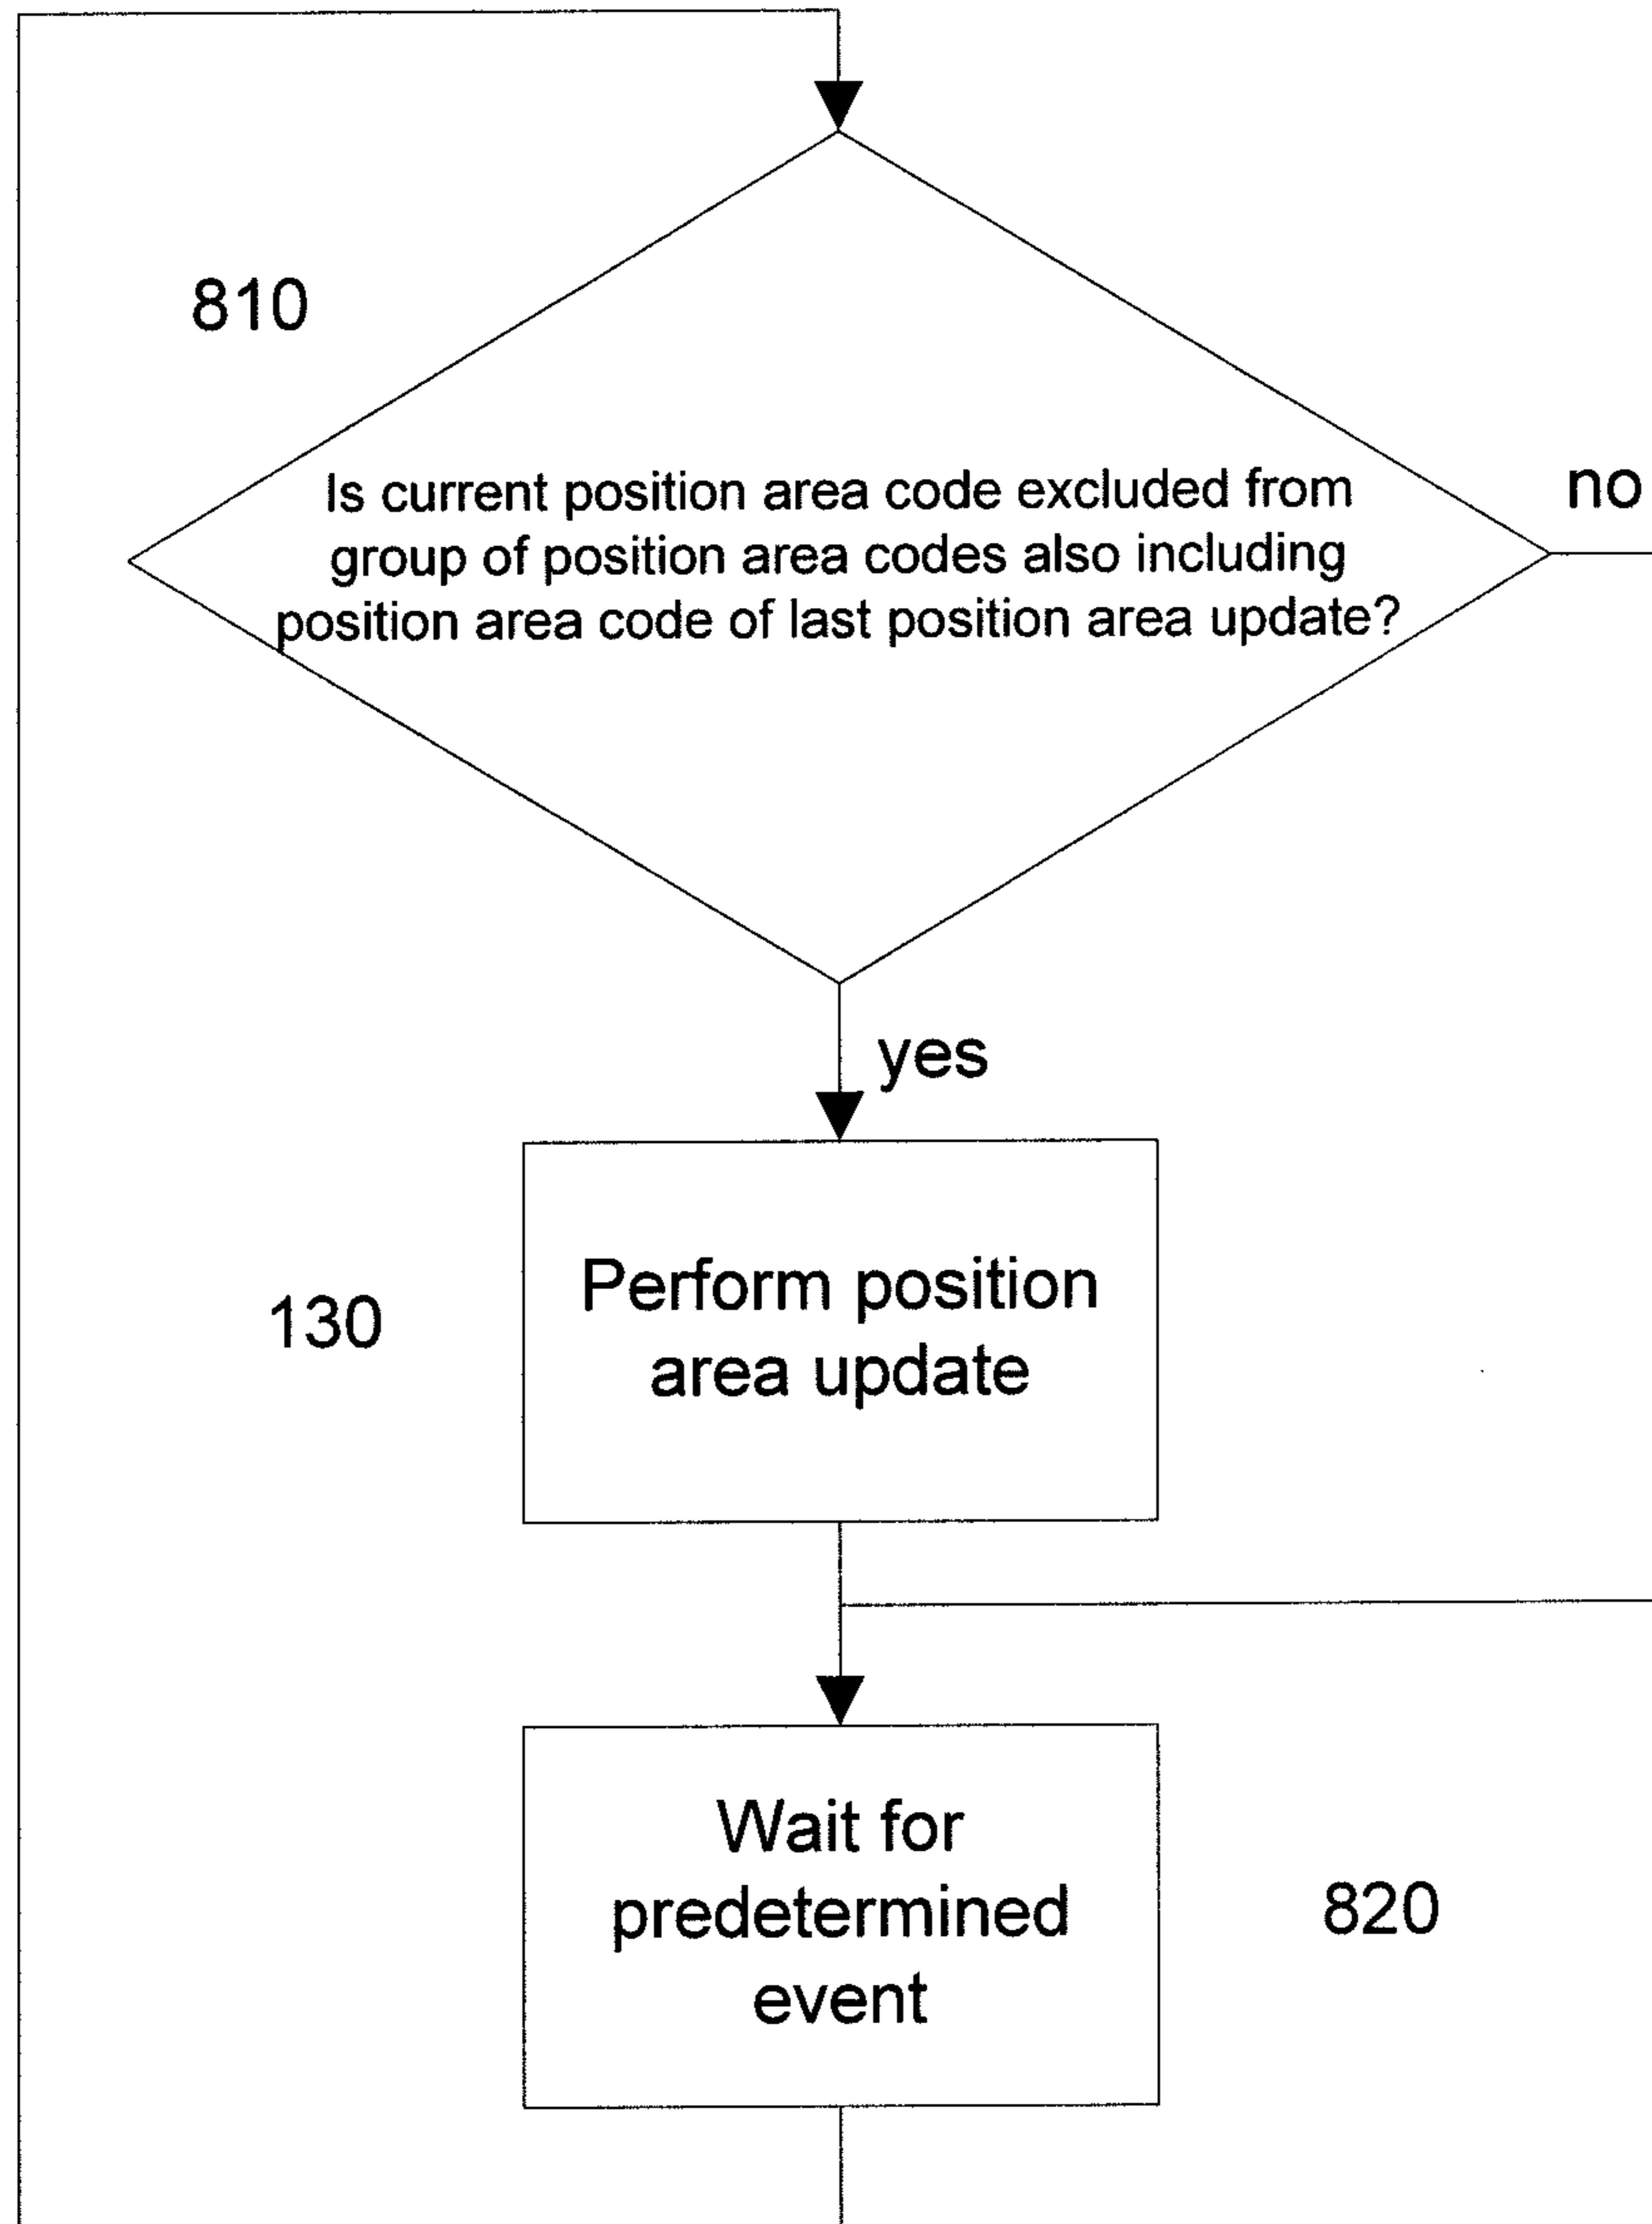 810
Is current position area code excluded from
group of position area codes also including
position area code of last position area update?
no
yes
130
Perform position
area update
Wait for
predetermined
event
820